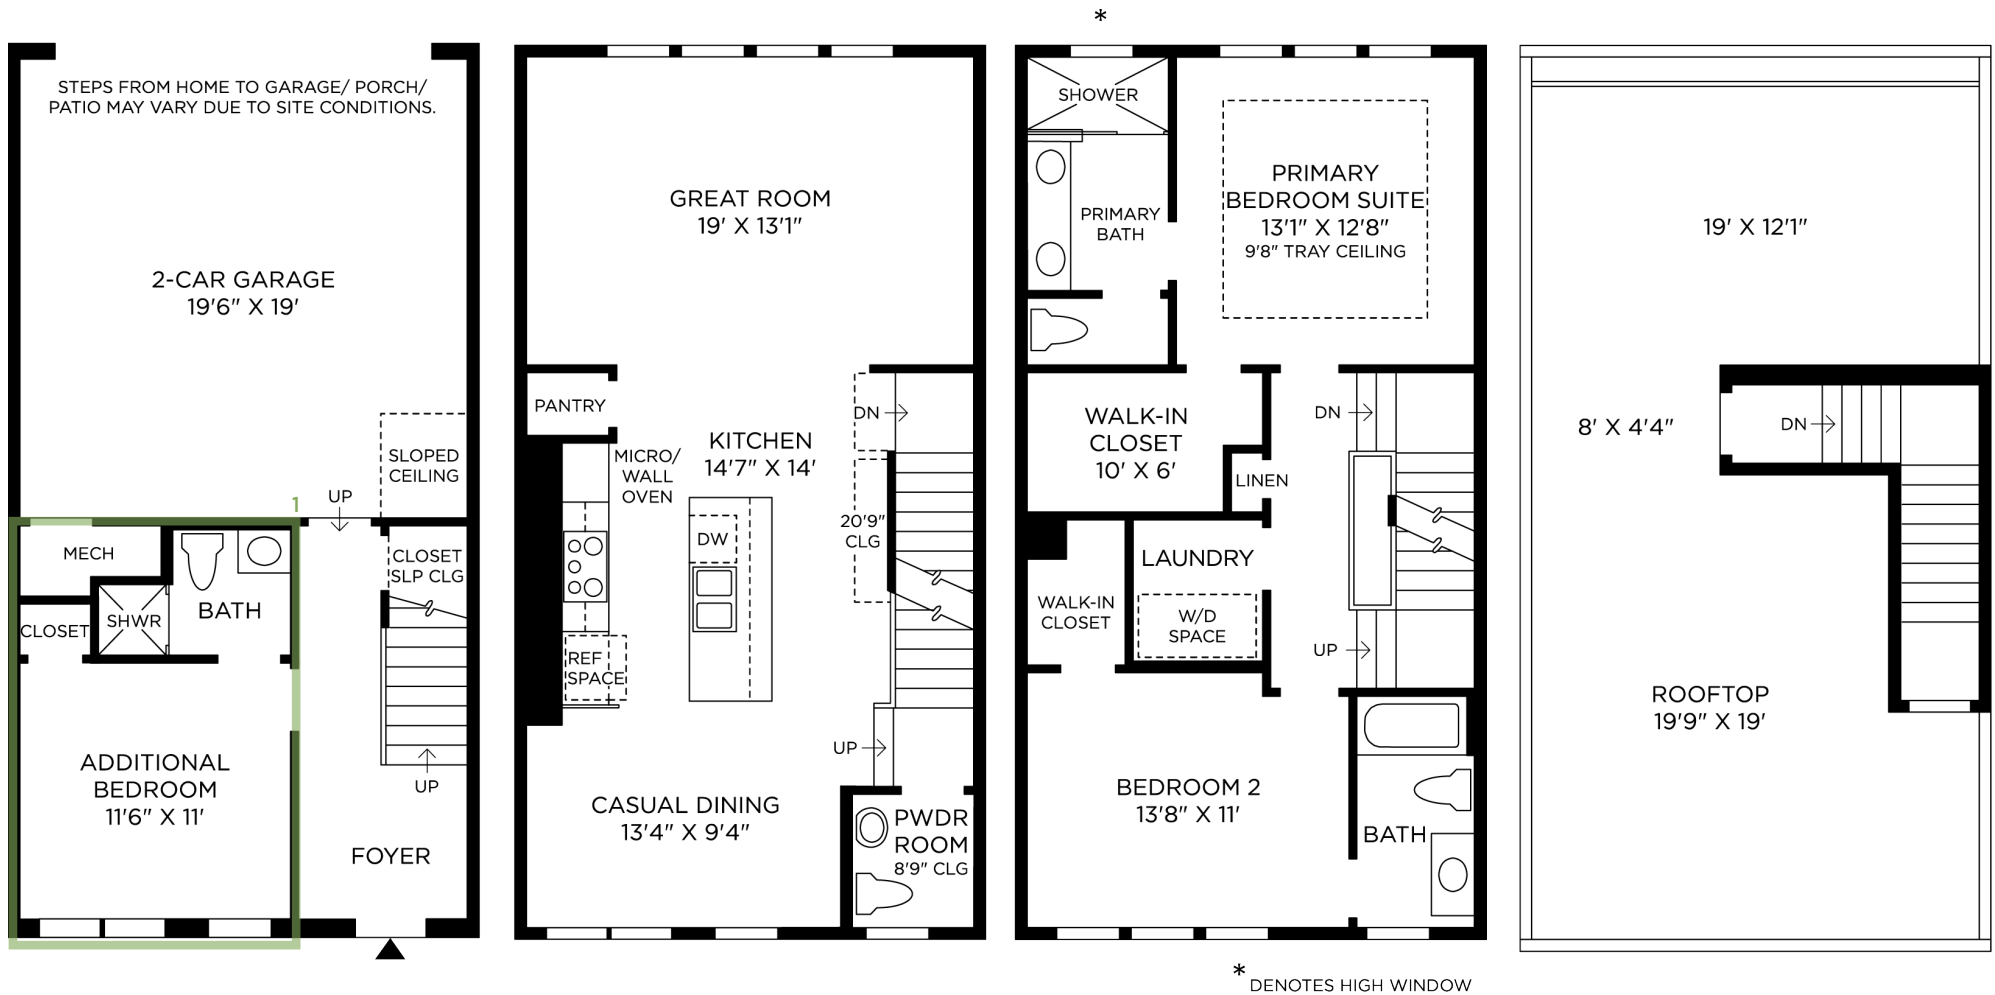 STEPS FROM HOME TO GARAGE/ PORCH/
PATIO MAY VARY DUE TO SITE CONDITIONS.
2-CAR GARAGE
19'6" X 19'
SLOPED
CEILING
1
UP
MECH
CLOSET
SLP CLG
BATH
SHWR
CLOSET
ADDITIONAL
BEDROOM
11'6" X 11'
UP
FOYER
GREAT ROOM
19' X 13'1"
PANTRY
DN
KITCHEN
14'7" X 14'
MICRO/
WALL
OVEN
20'9"
CLG
DW
REF
SPACE
UP
CASUAL DINING
13'4" X 9'4"
PWDR
ROOM
8'9" CLG
*
SHOWER
PRIMARY
BEDROOM SUITE
13'1" X 12'8"
9'8" TRAY CEILING
PRIMARY
BATH
WALK-IN
CLOSET
10' X 6'
DN
LINEN
LAUNDRY
WALK-IN
CLOSET
W/D
SPACE
UP
BEDROOM 2
13'8" X 11'
BATH
* DENOTES HIGH WINDOW
19' X 12'1"
8' X 4'4"
DN
ROOFTOP
19'9" X 19'